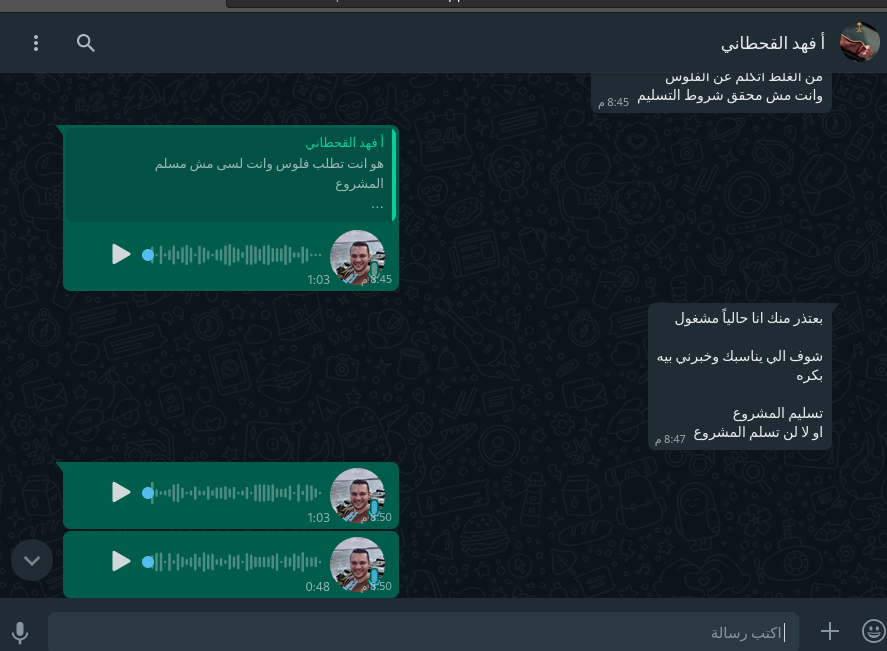 أ فهد القحطاني
من الغلط اتكلم عن الفلوس
وانت مش محقق شروط التسليم
8:45 م
أ فهد القحطاني
هو انت تطلب فلوس وانت لسى مش مسلم
المشروع
...
1:03
8:45 م
بعتذر منك انا حالياً مشغول
شوف الي يناسبك وخبرني بيه
بكره
تسليم المشروع
او لا لن تسلم المشروع
8:47 م
1:03
8:50 م
0:48
8:50 م
اكتب رسالة